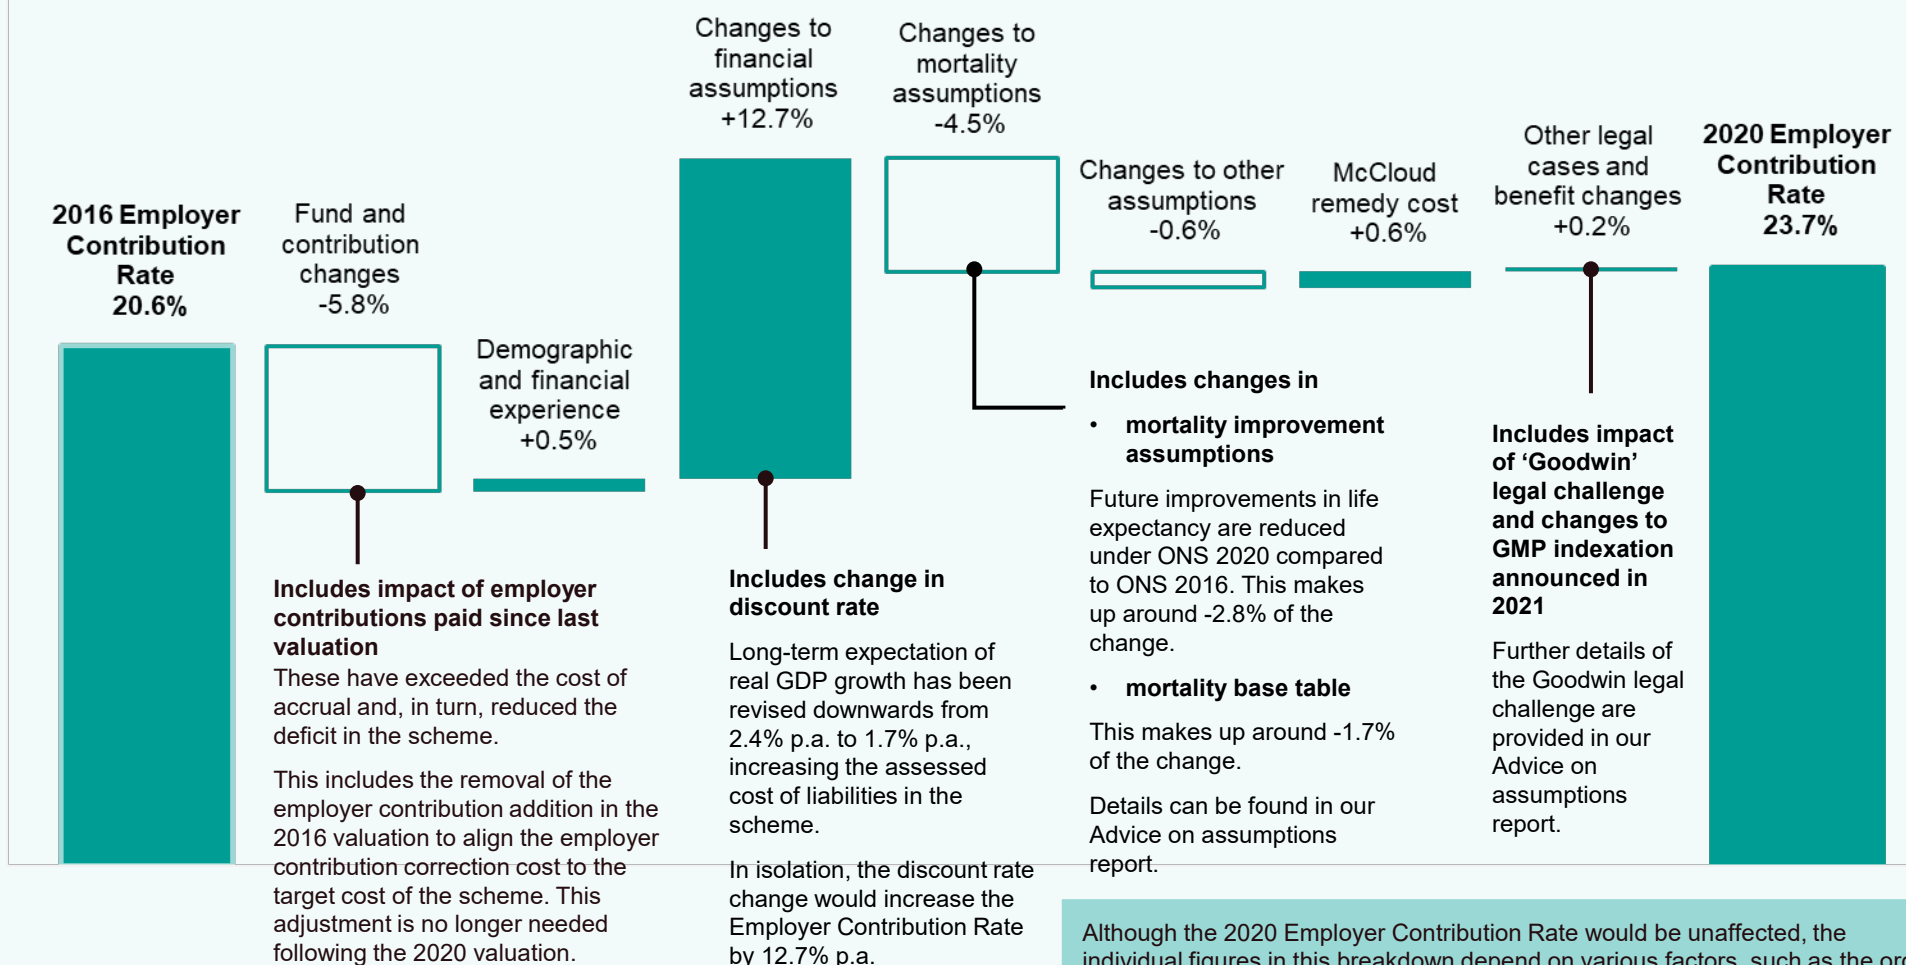 2016 Employer
Contribution
Rate
20.6%
Fund and
contribution
changes
-5.8%
Demographic
and financial
experience
+0.5%
Changes to
financial
assumptions
+12.7%
Changes to
mortality
assumptions
-4.5%
Changes to other
assumptions
-0.6%
McCloud
remedy cost
+0.6%
Other legal
cases and
benefit changes
+0.2%
2020 Employer
Contribution
Rate
23.7%
Includes impact of employer
contributions paid since last
valuation
These have exceeded the cost of
accrual and, in turn, reduced the
deficit in the scheme.
This includes the removal of the
employer contribution addition in the
2016 valuation to align the employer
contribution correction cost to the
target cost of the scheme. This
adjustment is no longer needed
following the 2020 valuation.
Includes change in
discount rate
Long-term expectation of
real GDP growth has been
revised downwards from
2.4% p.a. to 1.7% p.a.,
increasing the assessed
cost of liabilities in the
scheme.
In isolation, the discount rate
change would increase the
Employer Contribution Rate
by 12.7% p.a.
Includes changes in
• mortality improvement
assumptions
Future improvements in life
expectancy are reduced
under ONS 2020 compared
to ONS 2016. This makes
up around -2.8% of the
change.
• mortality base table
This makes up around -1.7%
of the change.
Details can be found in our
Advice on assumptions
report.
Includes impact
of ‘Goodwin’
legal challenge
and changes to
GMP indexation
announced in
2021
Further details of
the Goodwin legal
challenge are
provided in our
Advice on
assumptions
report.
Although the 2020 Employer Contribution Rate would be unaffected, the
individual figures in this breakdown depend on various factors, such as the